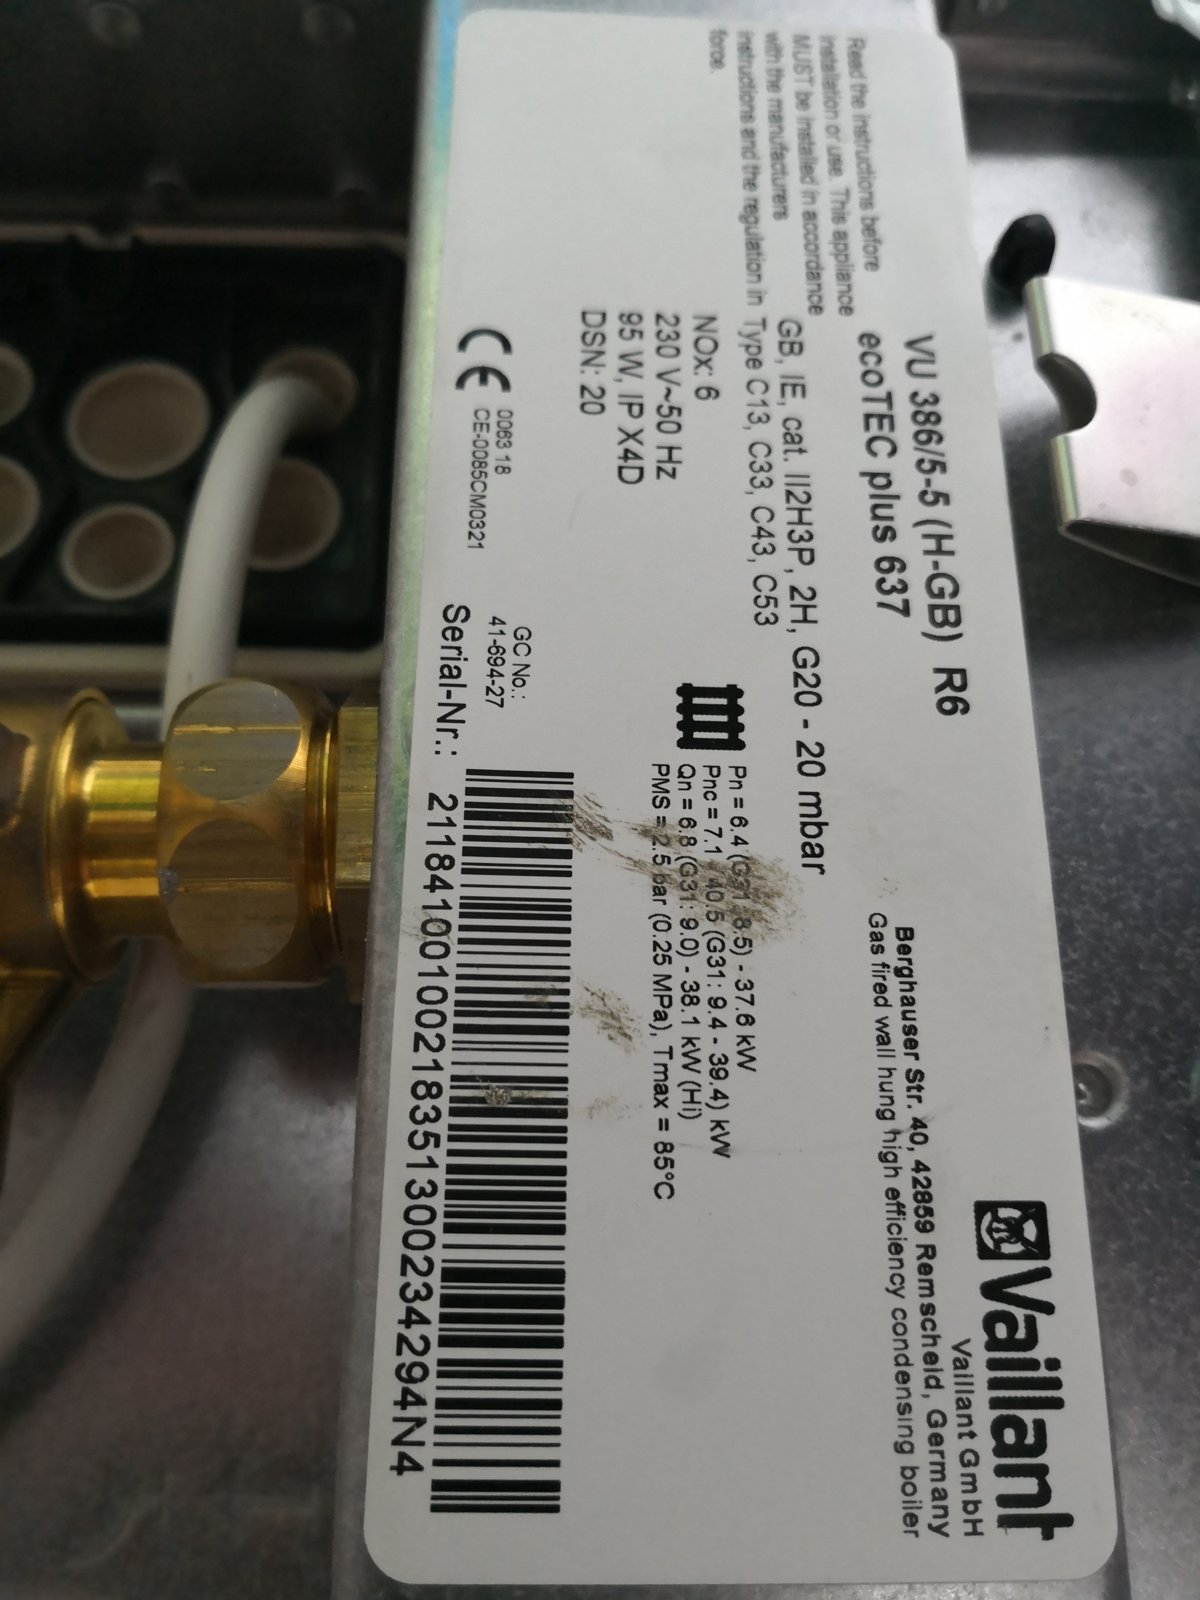 Read the instructions before
installation or use. This appliance
MUST be installed in accordance
with the manufacturers
instructions and the regulation in
force.
VU 386/5-5 (H-GB) R6
ecoTEC plus 637
Vaillant
Vaillant GmbH
Berghauser Str. 40, 42859 Remscheid, Germany
Gas fired wall hung high efficiency condensing boiler
GB, IE, cat. II2H3P, 2H, G20 - 20 mbar
Type C13, C33, C43, C53
NOx: 6
230 V~50 Hz
95 W, IP X4D
DSN: 20
Pn = 6.4 (G31: 8.5) - 37.6 kW
Pnc = 7.1 - 40.5 (G31: 9.4 - 39.4) kW
Qn = 6.8 (G31: 9.0) - 38.1 kW (Hi)
PMS = 2.5 bar (0.25 MPa), Tmax = 85°C
CE 0063 18
CE-0085CM0321
GC No.:
41-694-27
Serial-Nr.: 21184100100218351300234294N4